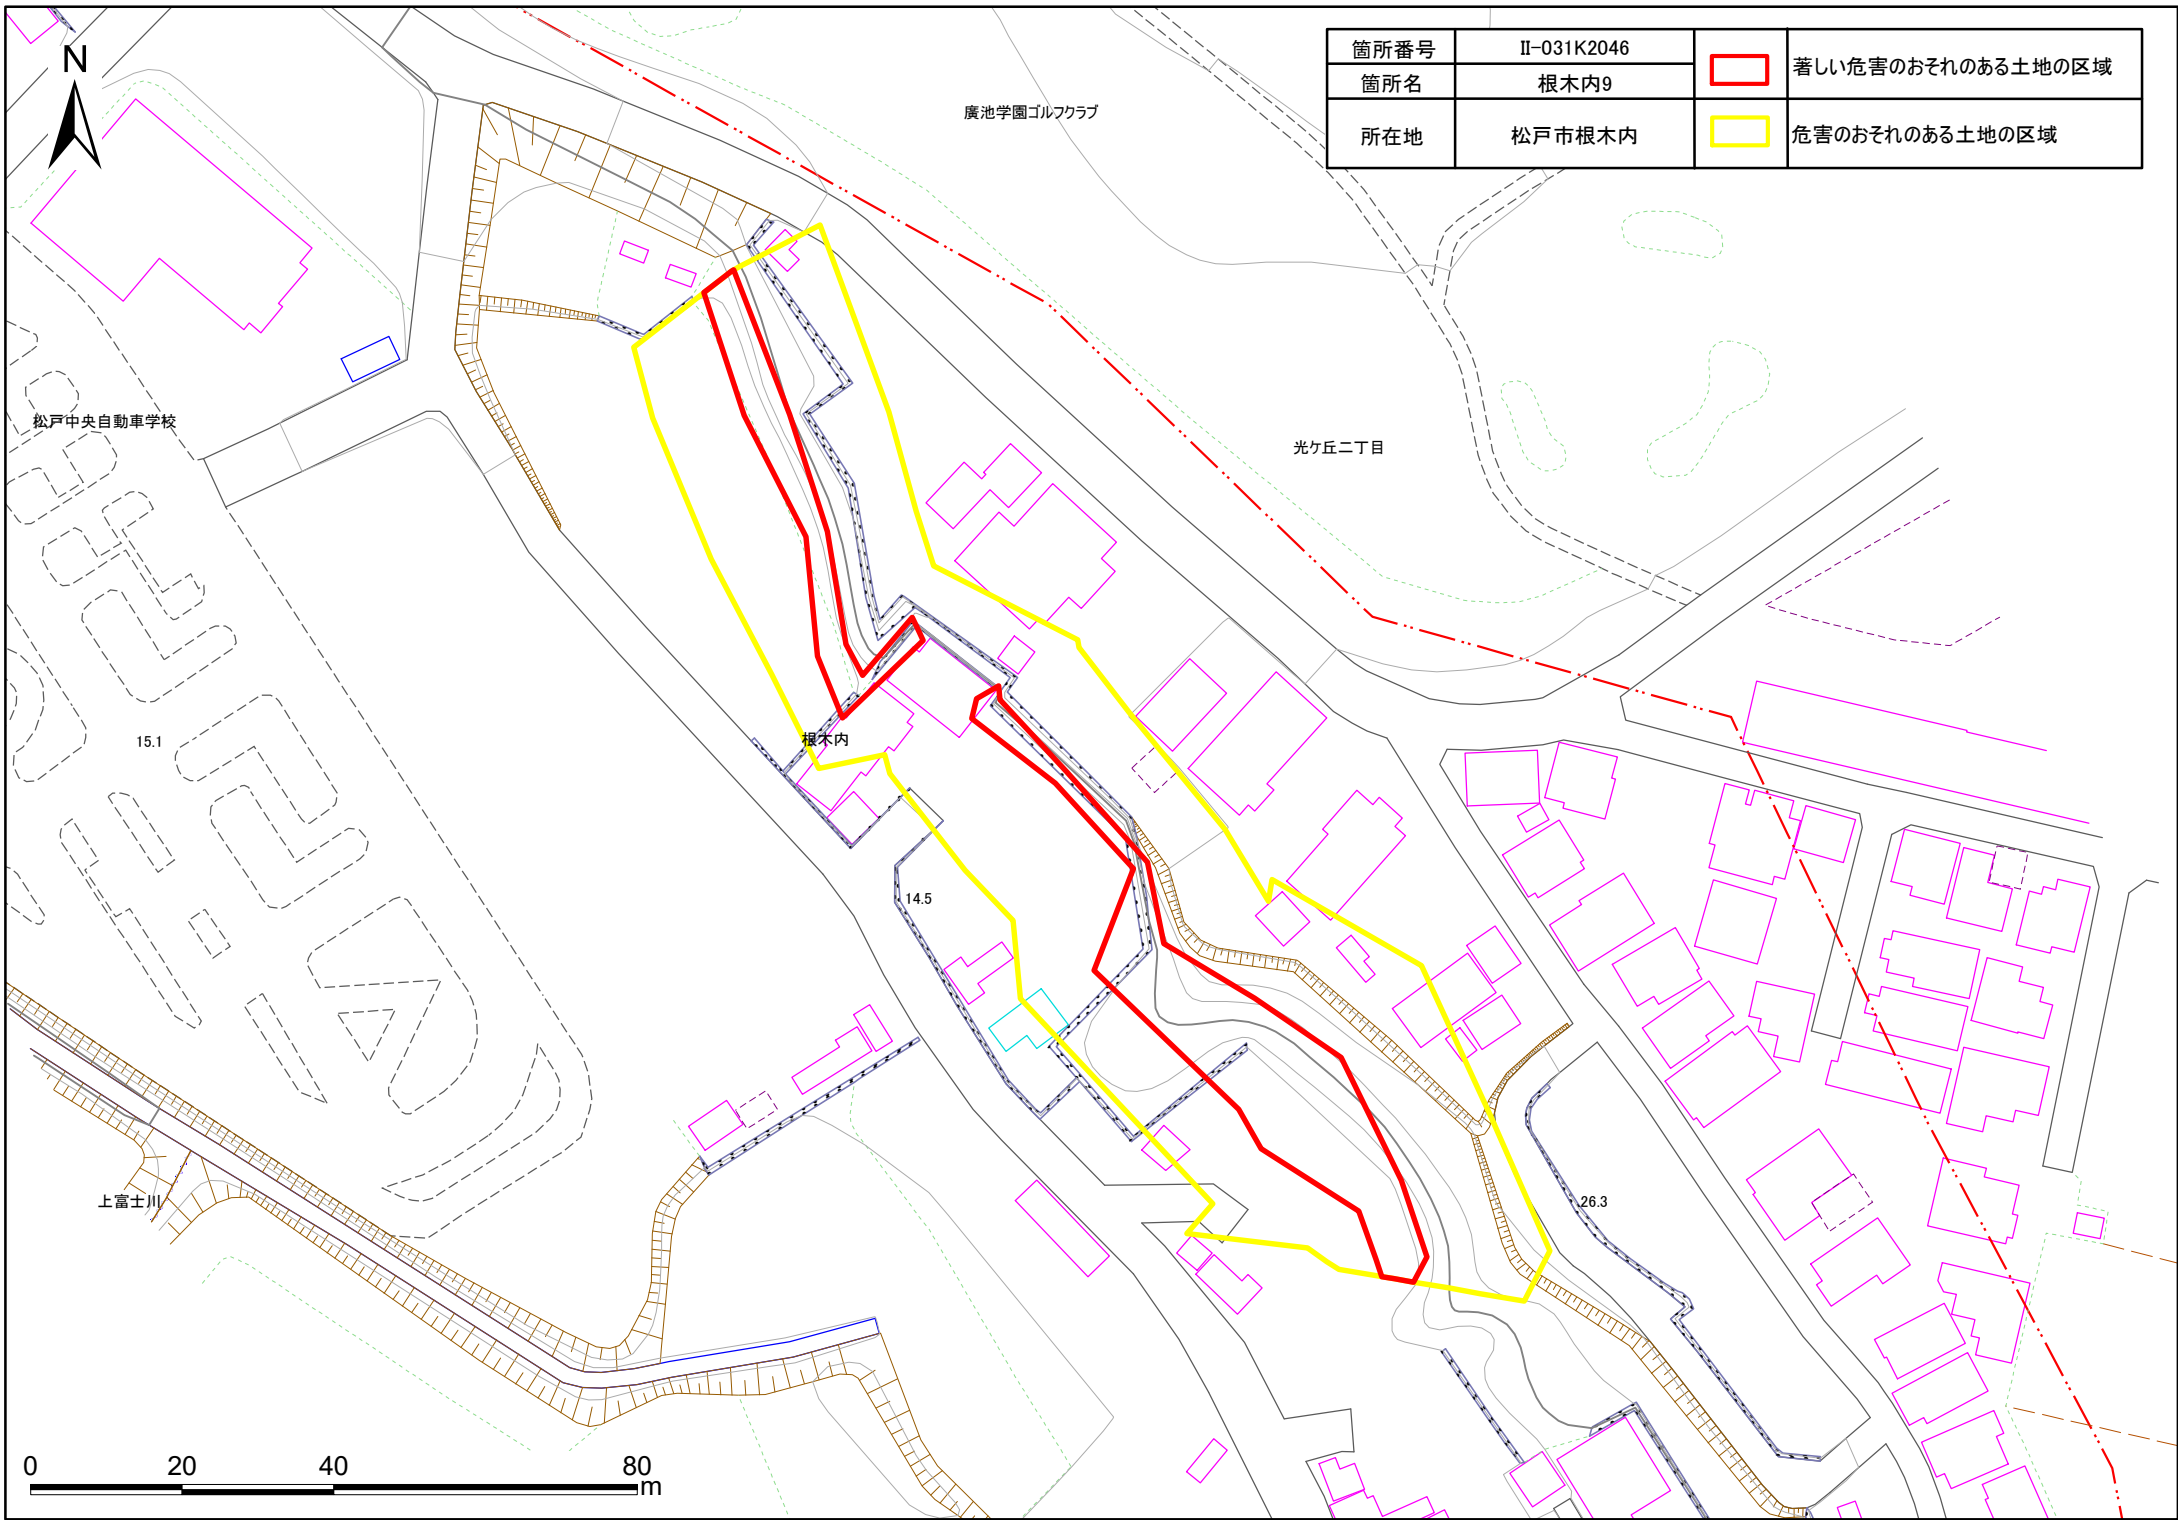 N
箇所番号 II-031K2046 著しい危害のおそれのある土地の区域
箇所名 根木内9
所在地 松戸市根木内 危害のおそれのある土地の区域
廣池学園ゴルフクラブ
松戸中央自動車学校
光ケ丘二丁目
15.1
根木内
14.5
上富士川
26.3
0 20 40 80
m